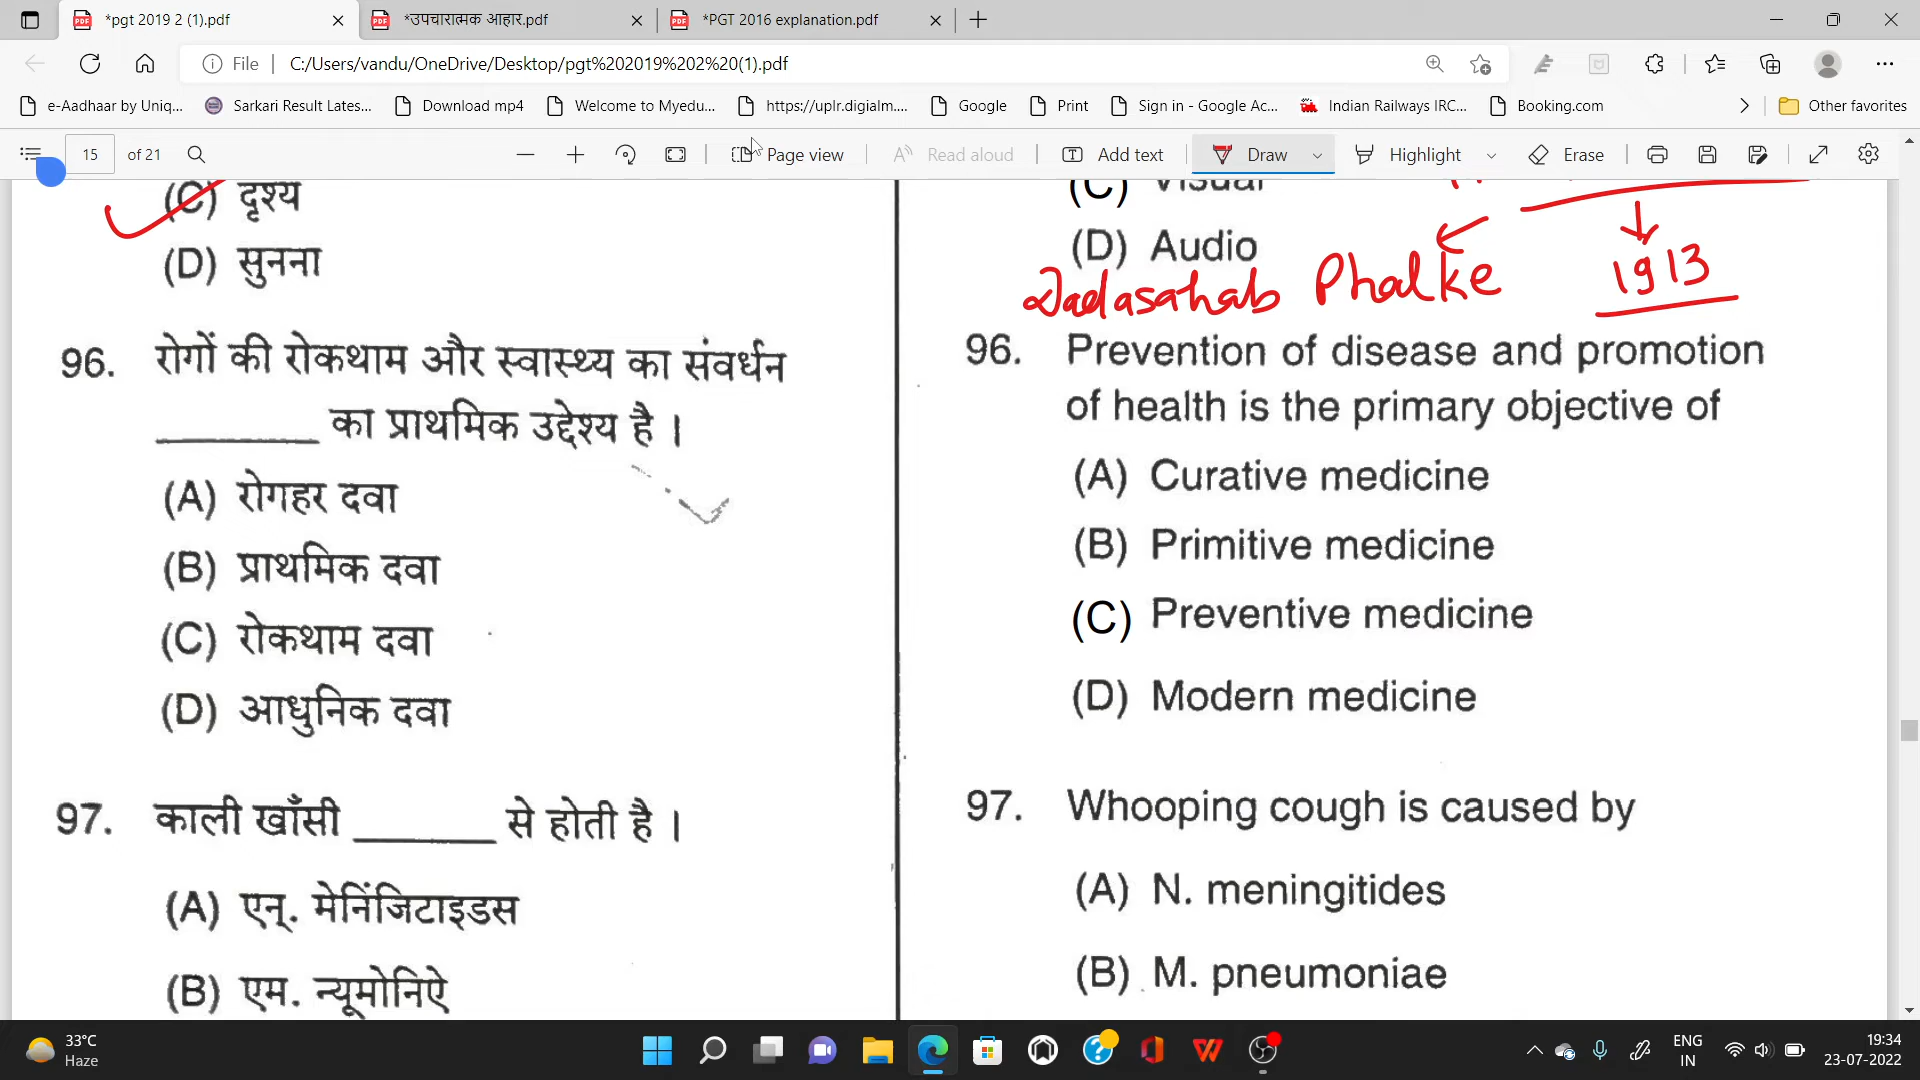 *pgt 2019 2 (1).pdf
*उपचारात्मक आहार.pdf
*PGT 2016 explanation.pdf
File
C:/Users/vandu/OneDrive/Desktop/pgt%202019%202%20(1).pdf
e-Aadhaar by Uniq...
Sarkari Result Lates...
Download mp4
Welcome to Myedu...
https://uplr.digialm....
Google
Print
Sign in - Google Ac...
Indian Railways IRC...
Booking.com
Other favorites
15 of 21
Page view
Read aloud
Add text
Draw
Highlight
Erase
(C) दृश्य
(D) सुनना
96. रोगों की रोकथाम और स्वास्थ्य का संवर्धन
________ का प्राथमिक उद्देश्य है ।
(A) रोगहर दवा
(B) प्राथमिक दवा
(C) रोकथाम दवा
(D) आधुनिक दवा
97. काली खाँसी _______ से होती है ।
(A) एन्. मेनिंजिटाइडस
(B) एम. न्यूमोनिऐ
(C) Visual
(D) Audio
Dadasahab Phalke
1913
96. Prevention of disease and promotion
of health is the primary objective of
(A) Curative medicine
(B) Primitive medicine
(C) Preventive medicine
(D) Modern medicine
97. Whooping cough is caused by
(A) N. meningitides
(B) M. pneumoniae
33°C
Haze
ENG
IN
19:34
23-07-2022